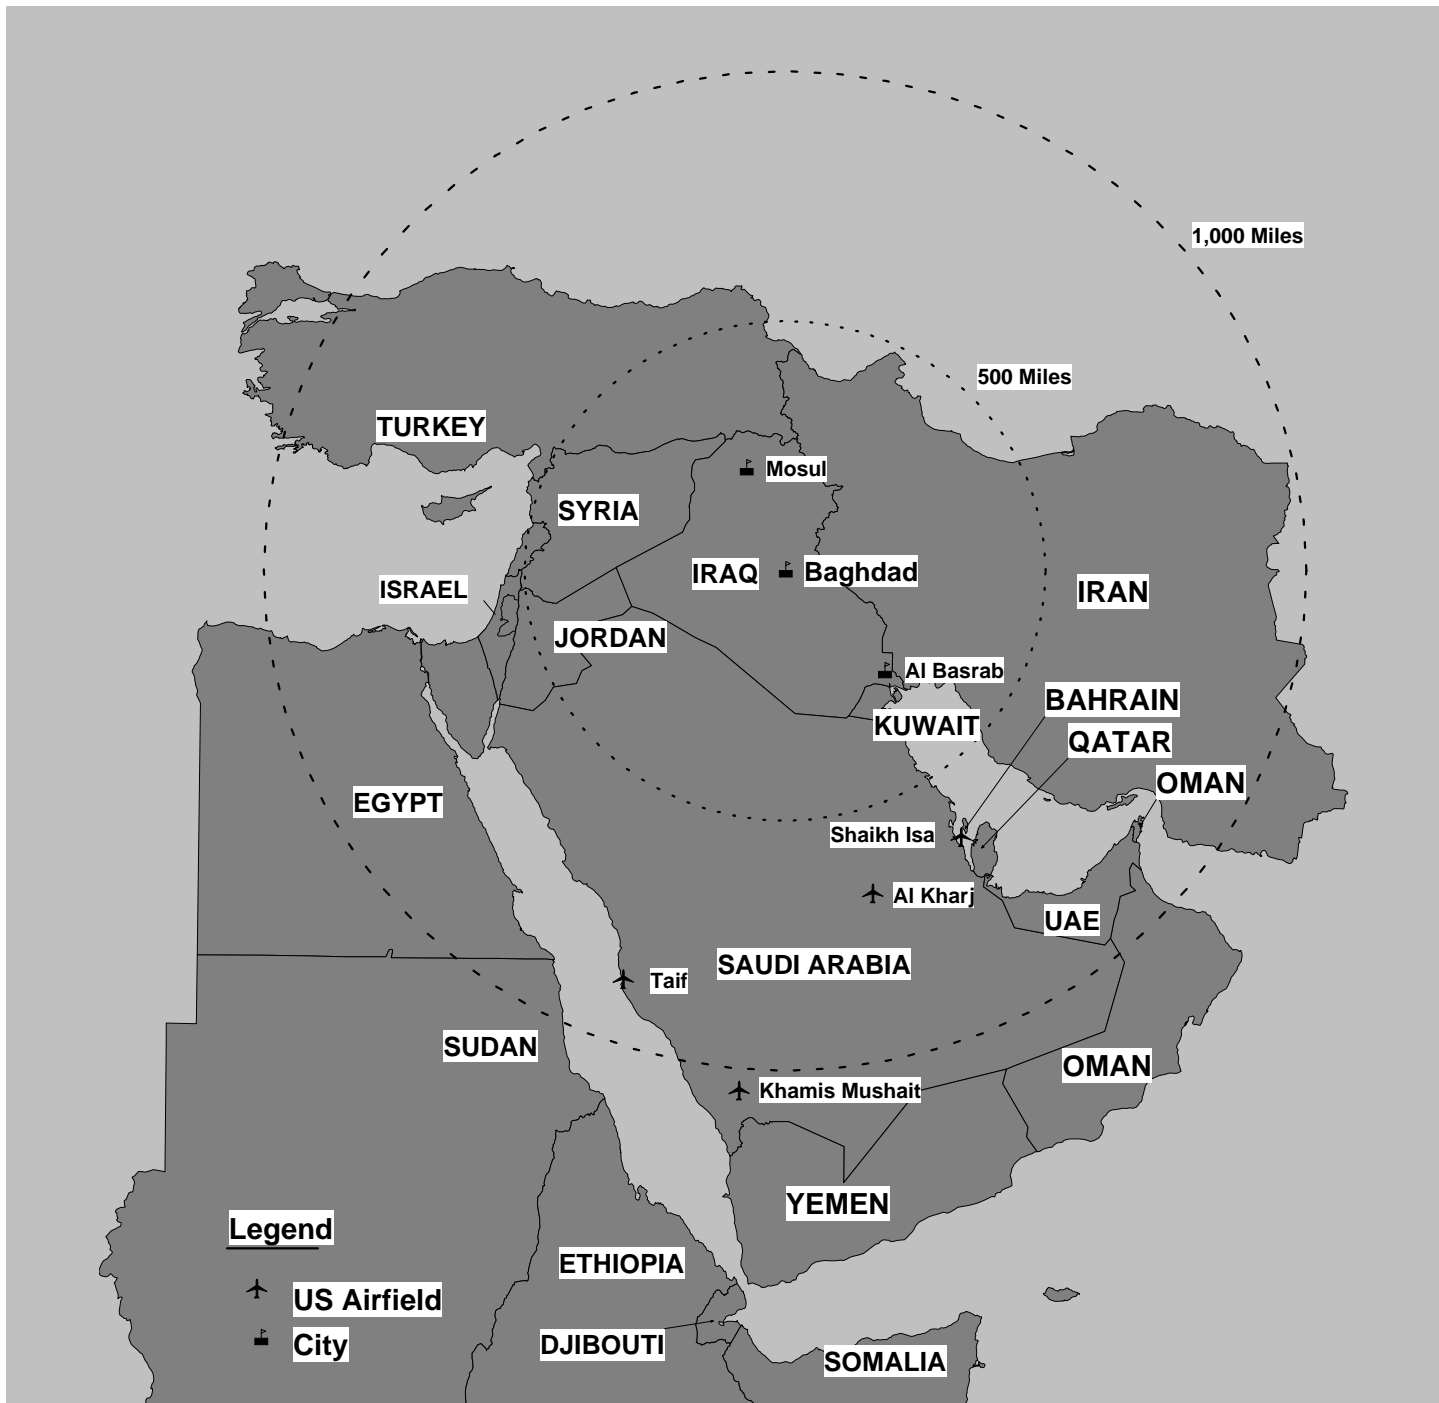 1,000 Miles
500 Miles
TURKEY
Mosul
SYRIA
IRAQ
Baghdad
ISRAEL
IRAN
JORDAN
Al Basrab
BAHRAIN
KUWAIT
QATAR
OMAN
EGYPT
Shaikh Isa
Al Kharj
UAE
SAUDI ARABIA
Taif
SUDAN
OMAN
Khamis Mushait
YEMEN
Legend
ETHIOPIA
US Airfield
DJIBOUTI
City
SOMALIA